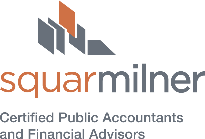 squarmilner
Certified Public Accountants
and Financial Advisors